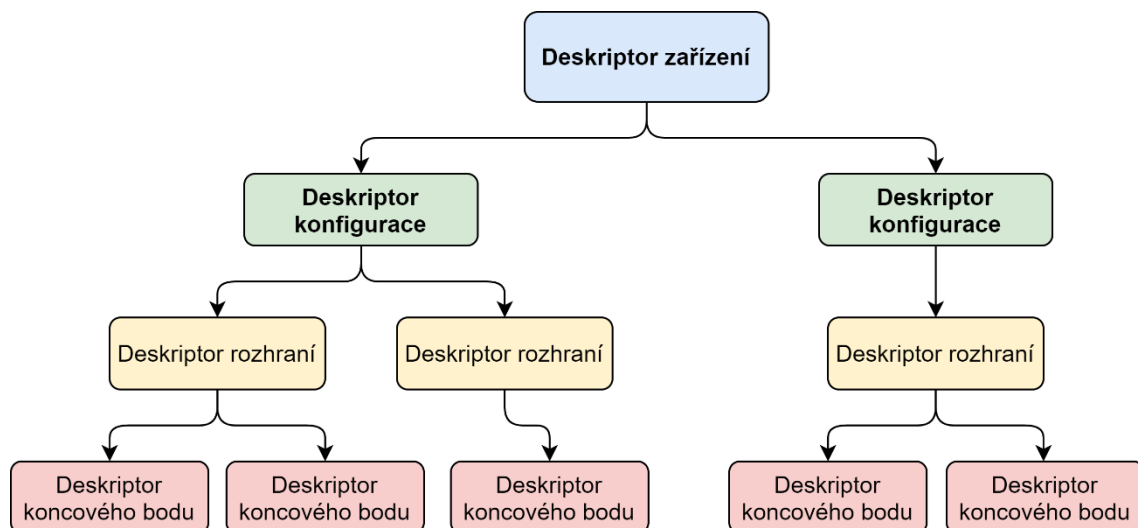 Deskriptor zařízení
Deskriptor
konfigurace
Deskriptor
konfigurace
Deskriptor rozhraní
Deskriptor rozhraní
Deskriptor rozhraní
Deskriptor
koncového bodu
Deskriptor
koncového bodu
Deskriptor
koncového bodu
Deskriptor
koncového bodu
Deskriptor
koncového bodu